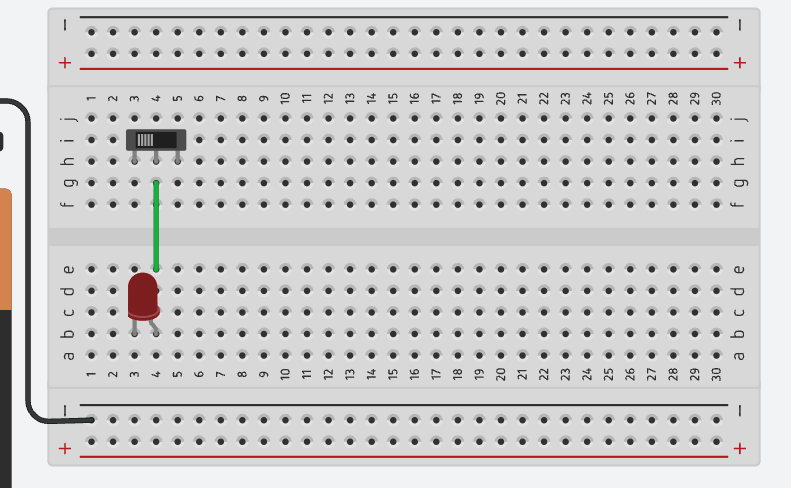 − −
+ +
1 2 3 4 5 6 7 8 9 10 11 12 13 14 15 16 17 18 19 20 21 22 23 24 25 26 27 28 29 30
j j
i i
h h
g g
f f
e e
d d
c c
b b
a a
1 2 3 4 5 6 7 8 9 10 11 12 13 14 15 16 17 18 19 20 21 22 23 24 25 26 27 28 29 30
− −
+ +